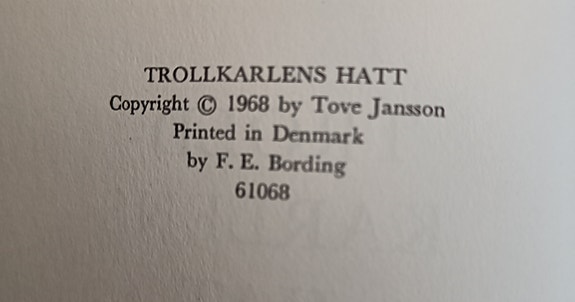 TROLLKARLENS HATT
Copyright © 1968 by Tove Jansson
Printed in Denmark
by F. E. Bording
61068